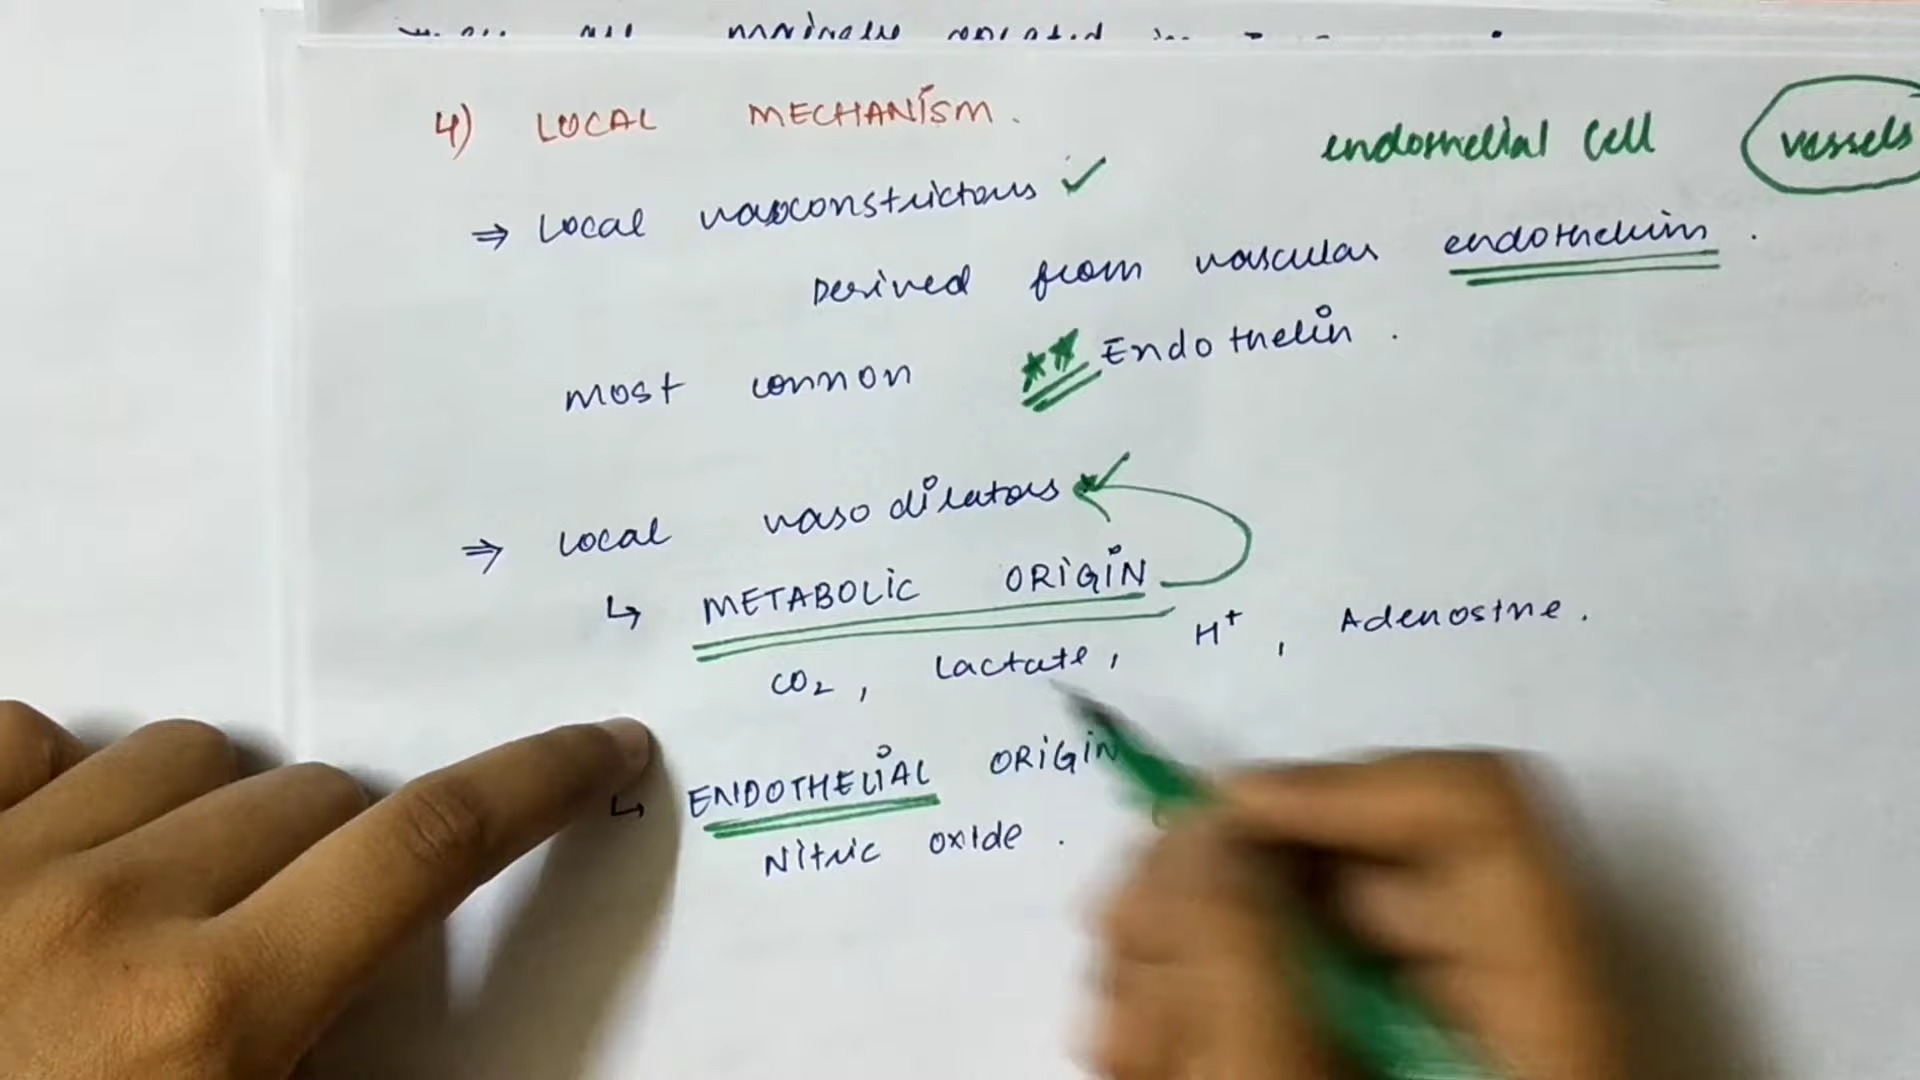 4) LOCAL MECHANISM.
endothelial cell vessels
⇒ Local vasoconstrictors ✓
Derived from vascular endothelium.
most common ** Endothelin.
⇒ Local vasodilators ✓
↳ METABOLIC ORIGIN
CO₂, Lactate, H⁺, Adenosine.
↳ ENDOTHELIAL ORIGIN
Nitric oxide.